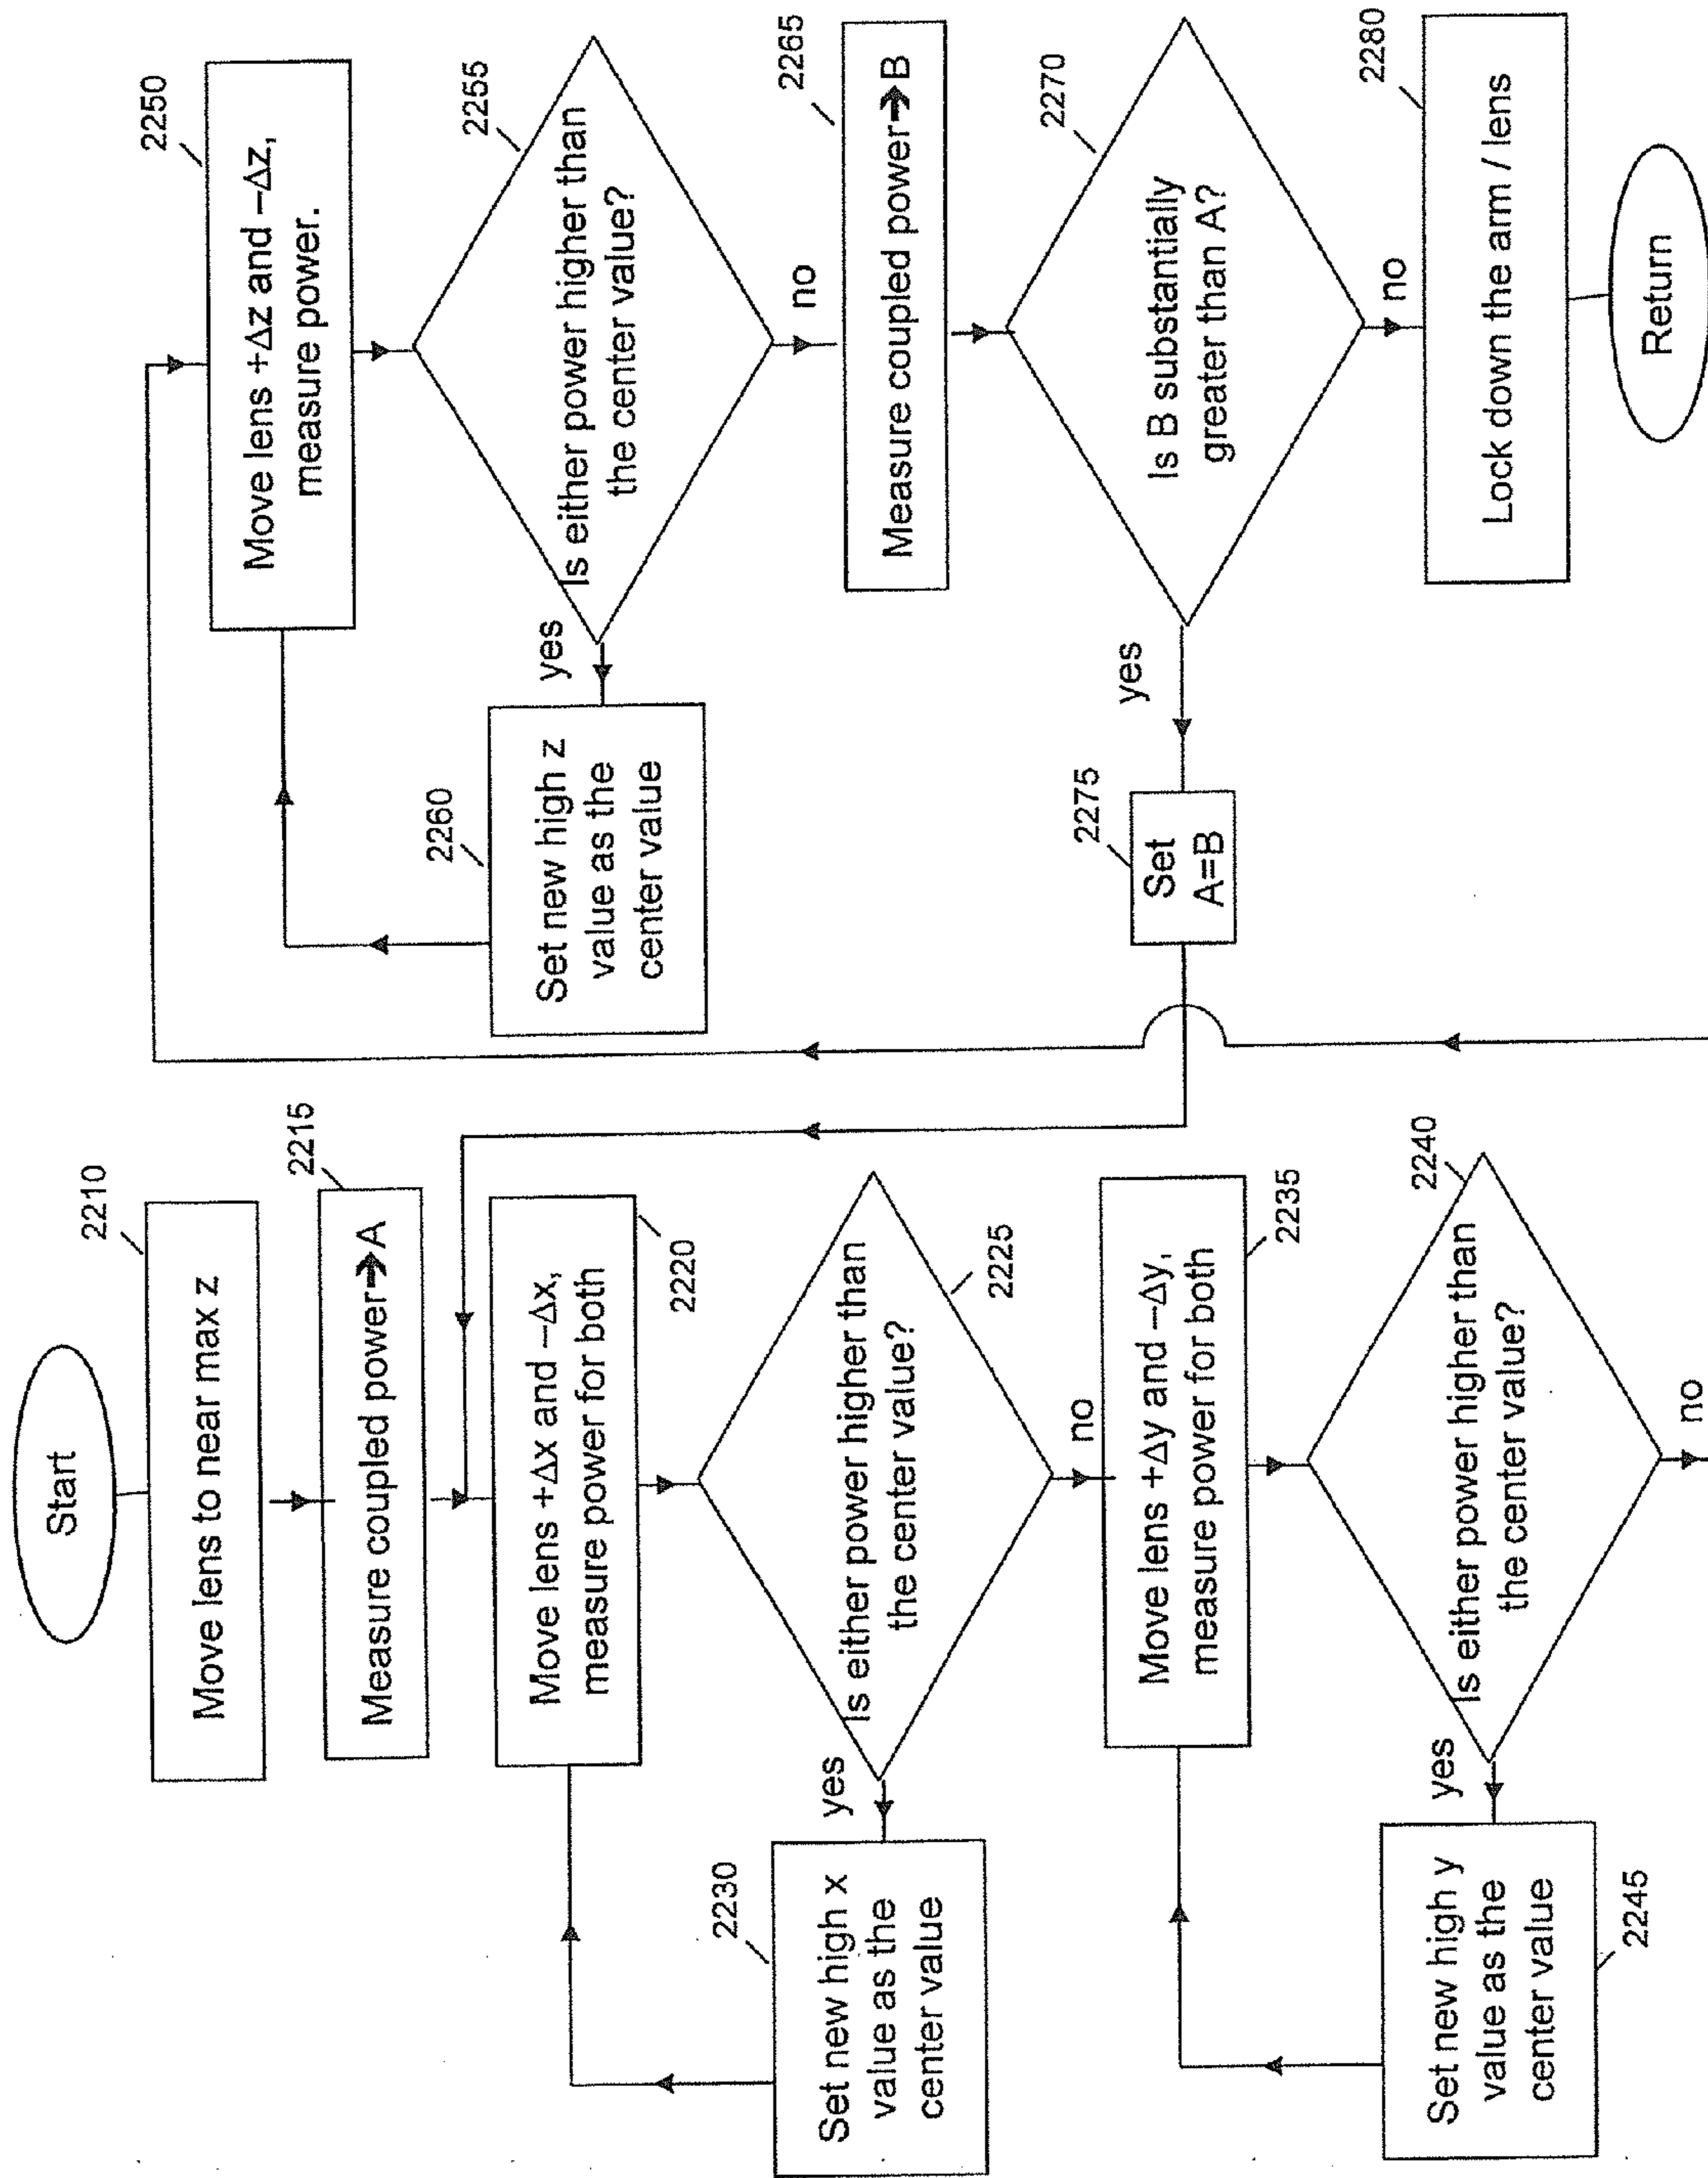 Start
2210
Move lens to near max z
2215
Measure coupled power➔A
Move lens +Δx and –Δx,
measure power for both
2220
Is either power higher than
the center value?
2225
yes
no
2230
Set new high x
value as the
center value
Move lens +Δy and –Δy,
measure power for both
2235
2240
Is either power higher than
the center value?
yes
no
Set new high y
value as the
center value
2245
2250
Move lens +Δz and –Δz,
measure power.
2255
Is either power higher than
the center value?
yes
no
2260
Set new high z
value as the
center value
2265
Measure coupled power➔B
2270
Is B substantially
greater than A?
yes
no
2275
Set
A=B
2280
Lock down the arm / lens
Return